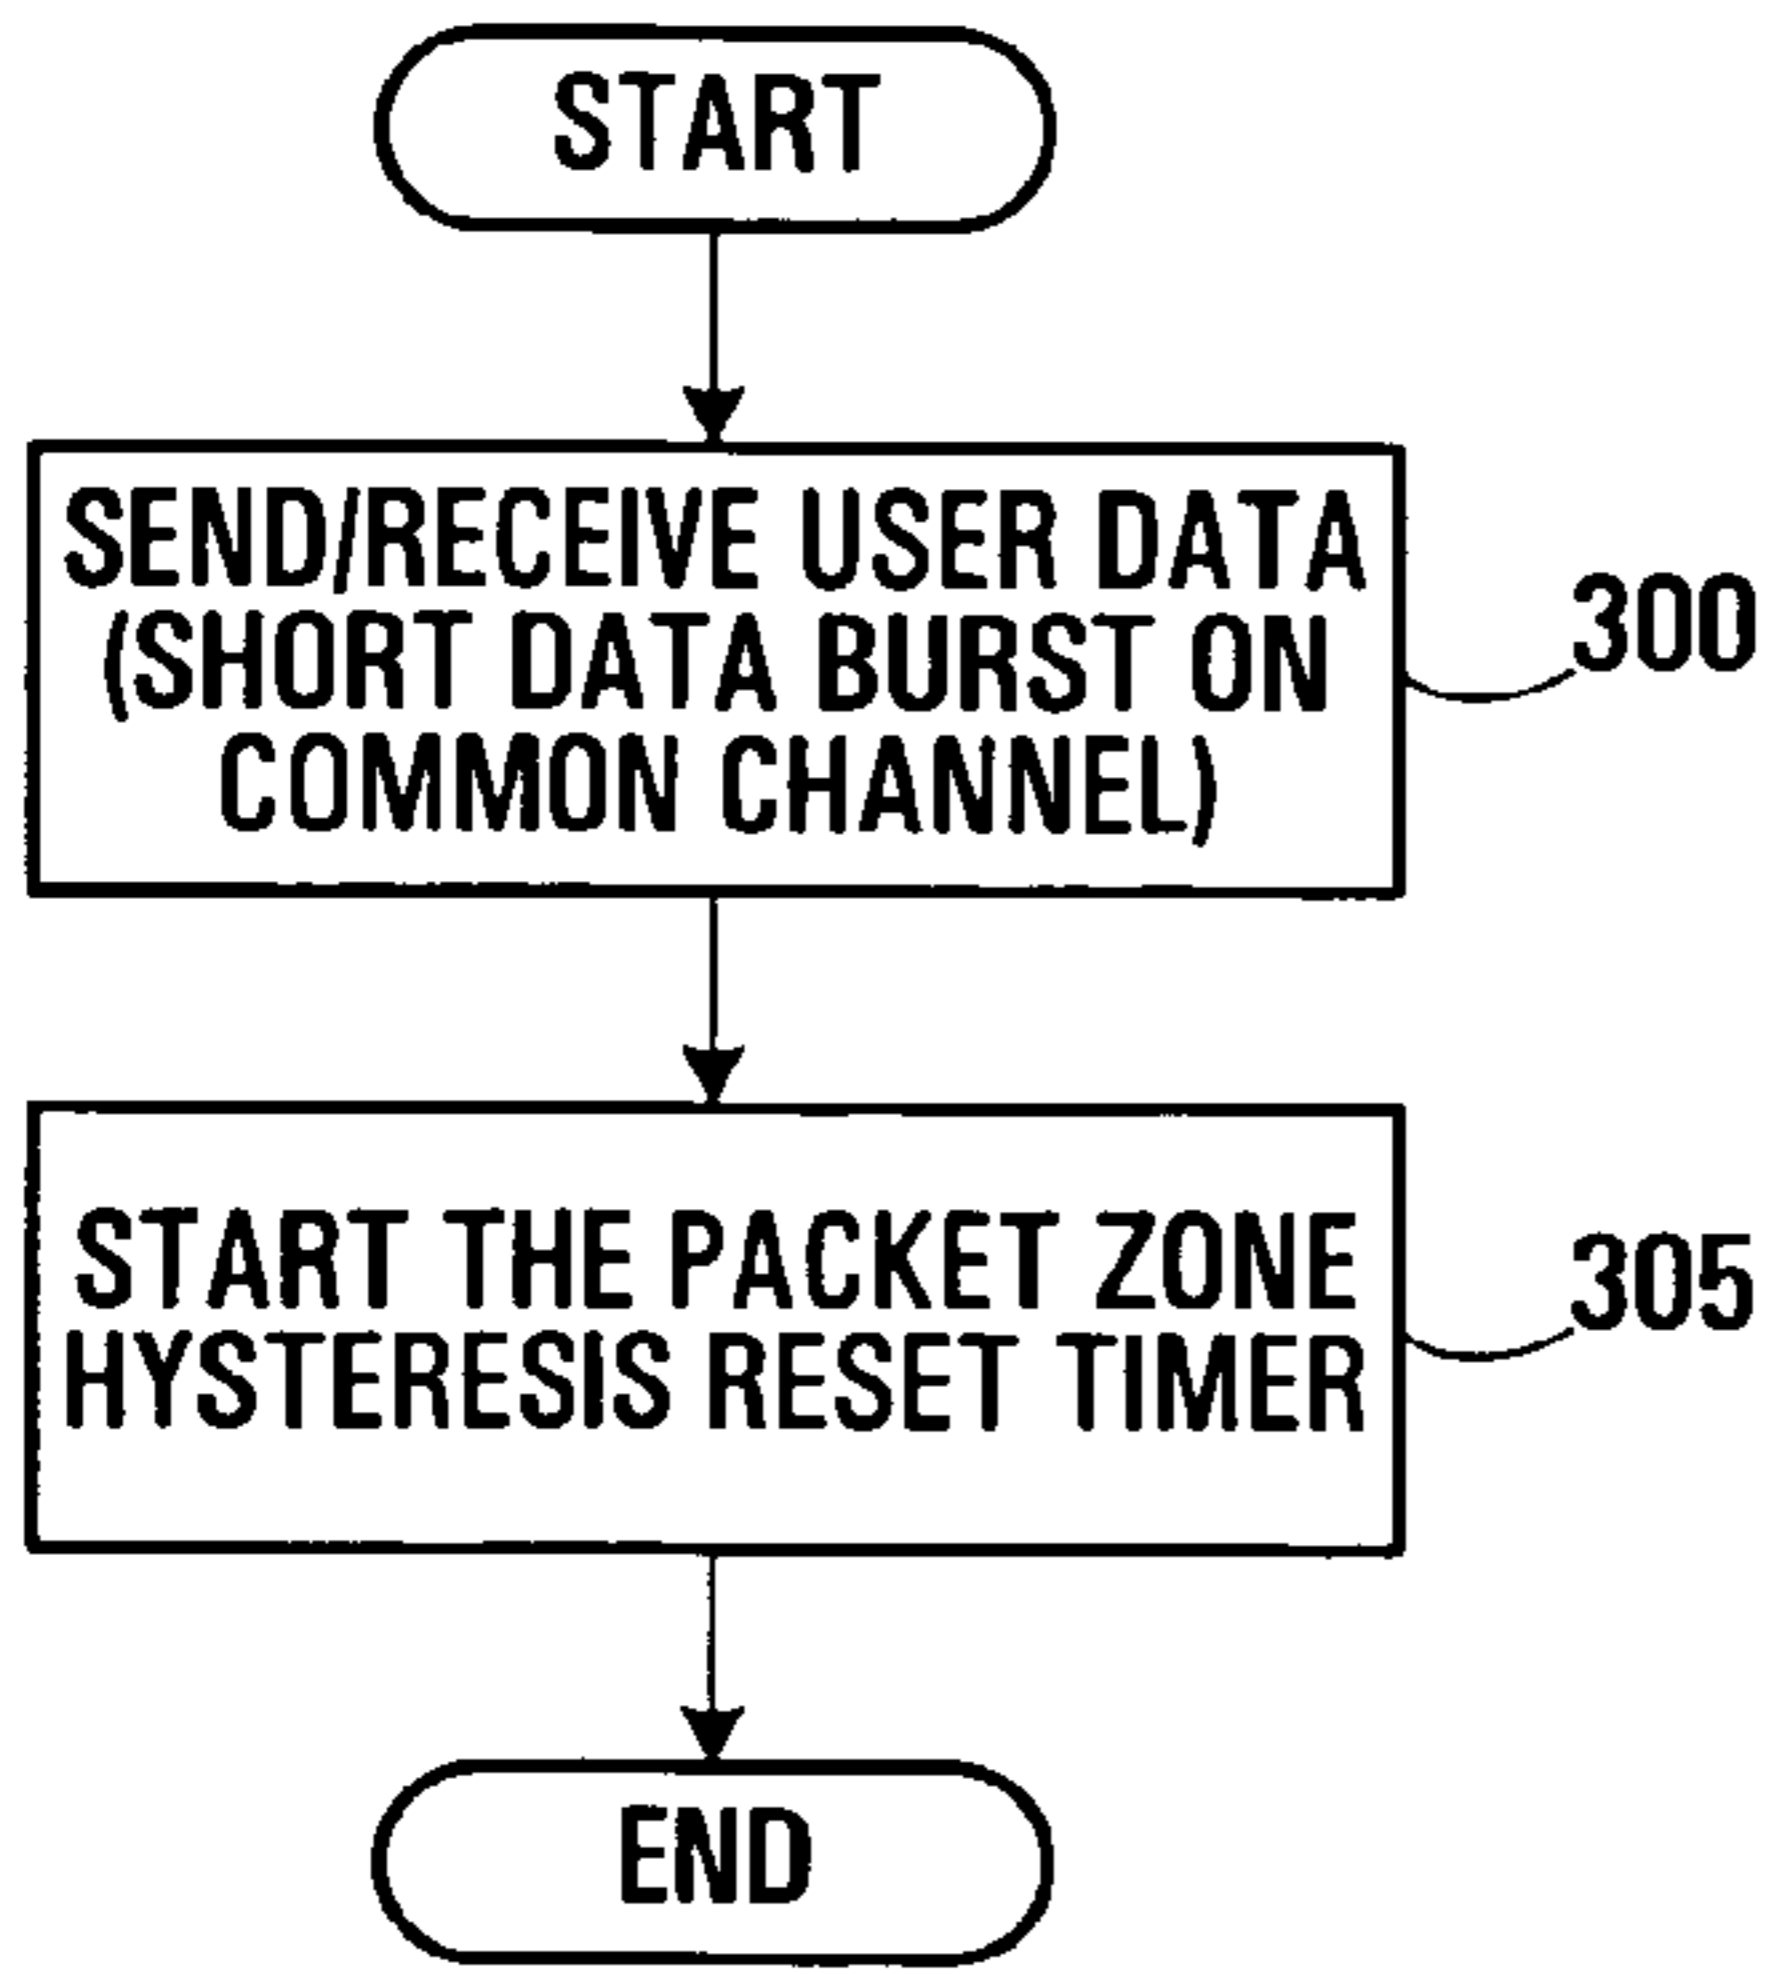 START
SEND/RECEIVE USER DATA
(SHORT DATA BURST ON
COMMON CHANNEL)
300
START THE PACKET ZONE
HYSTERESIS RESET TIMER
305
END